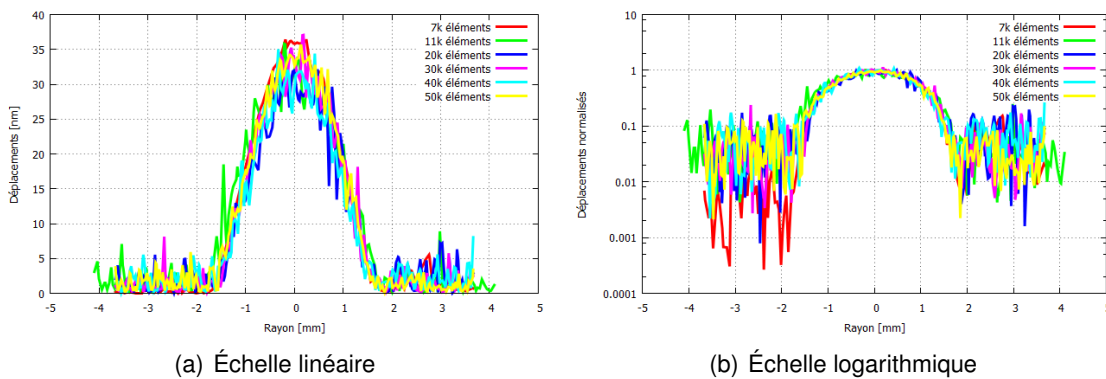 40
35
30
25
20
15
10
5
0
Déplacements [nm]
7k éléments
11k éléments
20k éléments
30k éléments
40k éléments
50k éléments
-5 -4 -3 -2 -1 0 1 2 3 4 5
Rayon [mm]
(a) Échelle linéaire
10
1
0.1
0.01
0.001
0.0001
Déplacements normalisés
7k éléments
11k éléments
20k éléments
30k éléments
40k éléments
50k éléments
-5 -4 -3 -2 -1 0 1 2 3 4 5
Rayon [mm]
(b) Échelle logarithmique